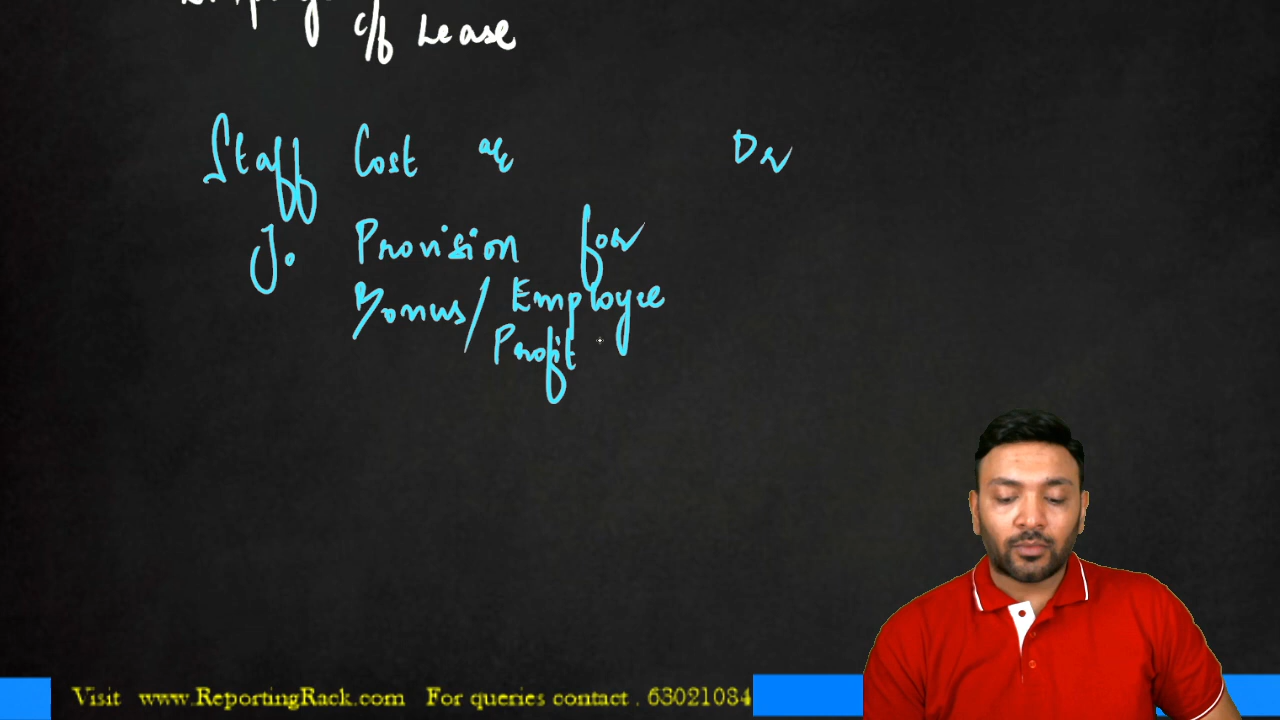 c/b Lease
Staff Cost a/c Dr
To Provision for
Bonus/ Employee
Profit
Visit www.ReportingRack.com For queries contact . 63021084